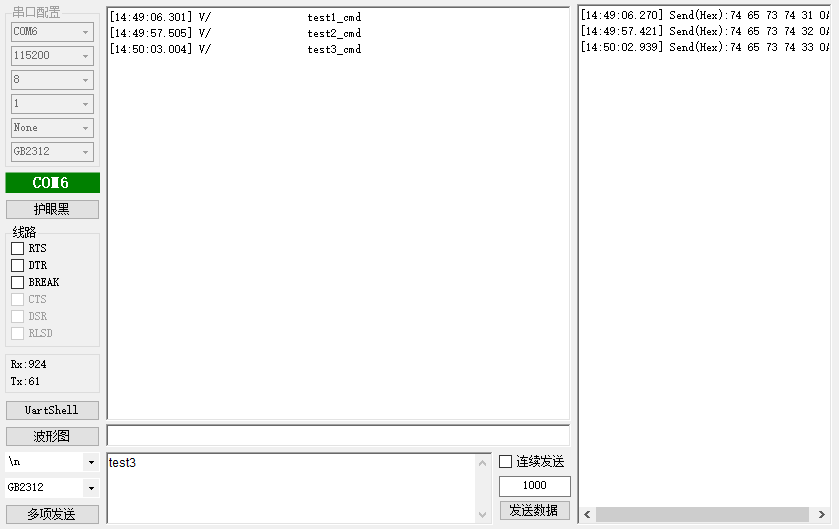 串口配置
COM6
115200
8
1
None
GB2312
COM6
护眼黑
线路
RTS
DTR
BREAK
CTS
DSR
RLSD
Rx:924
Tx:61
UartShell
波形图
\n
GB2312
多项发送
[14:49:06.301] V/ test1_cmd
[14:49:57.505] V/ test2_cmd
[14:50:03.004] V/ test3_cmd
test3
连续发送
1000
发送数据
[14:49:06.270] Send(Hex):74 65 73 74 31 0A
[14:49:57.421] Send(Hex):74 65 73 74 32 0A
[14:50:02.939] Send(Hex):74 65 73 74 33 0A